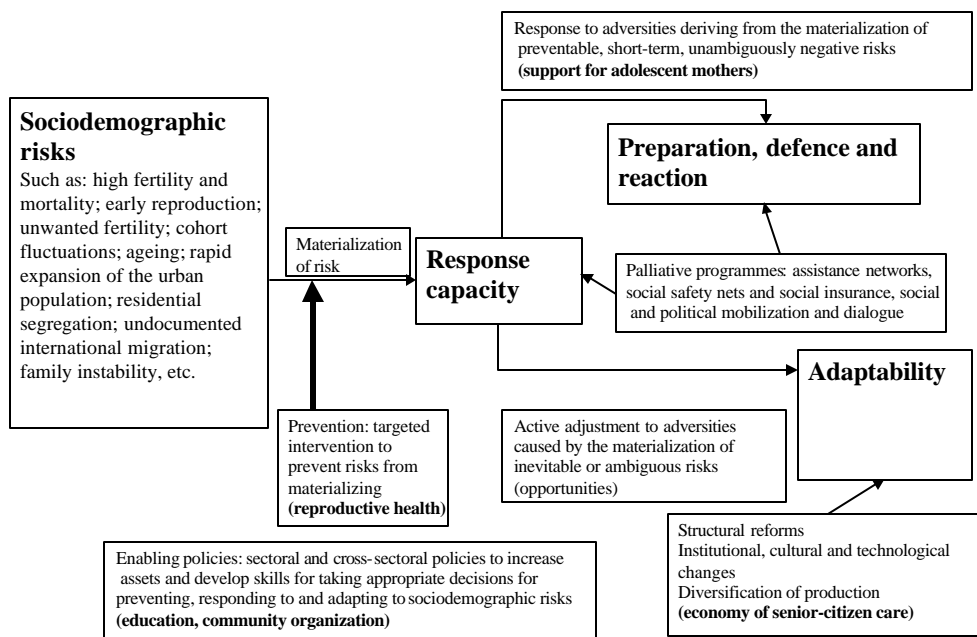 Response to adversities deriving from the materialization of
preventable, short-term, unambiguously negative risks
(support for adolescent mothers)
Sociodemographic
risks
Such as: high fertility and
mortality; early reproduction;
unwanted fertility; cohort
fluctuations; ageing; rapid
expansion of the urban
population; residential
segregation; undocumented
international migration;
family instability, etc.
Materialization
of risk
Response
capacity
Preparation, defence and
reaction
Palliative programmes: assistance networks,
social safety nets and social insurance, social
and political mobilization and dialogue
Adaptability
Prevention: targeted
intervention to
prevent risks from
materializing
(reproductive health)
Active adjustment to adversities
caused by the materialization of
inevitable or ambiguous risks
(opportunities)
Structural reforms
Institutional, cultural and technological
changes
Diversification of production
(economy of senior-citizen care)
Enabling policies: sectoral and cross-sectoral policies to increase
assets and develop skills for taking appropriate decisions for
preventing, responding to and adapting to sociodemographic risks
(education, community organization)